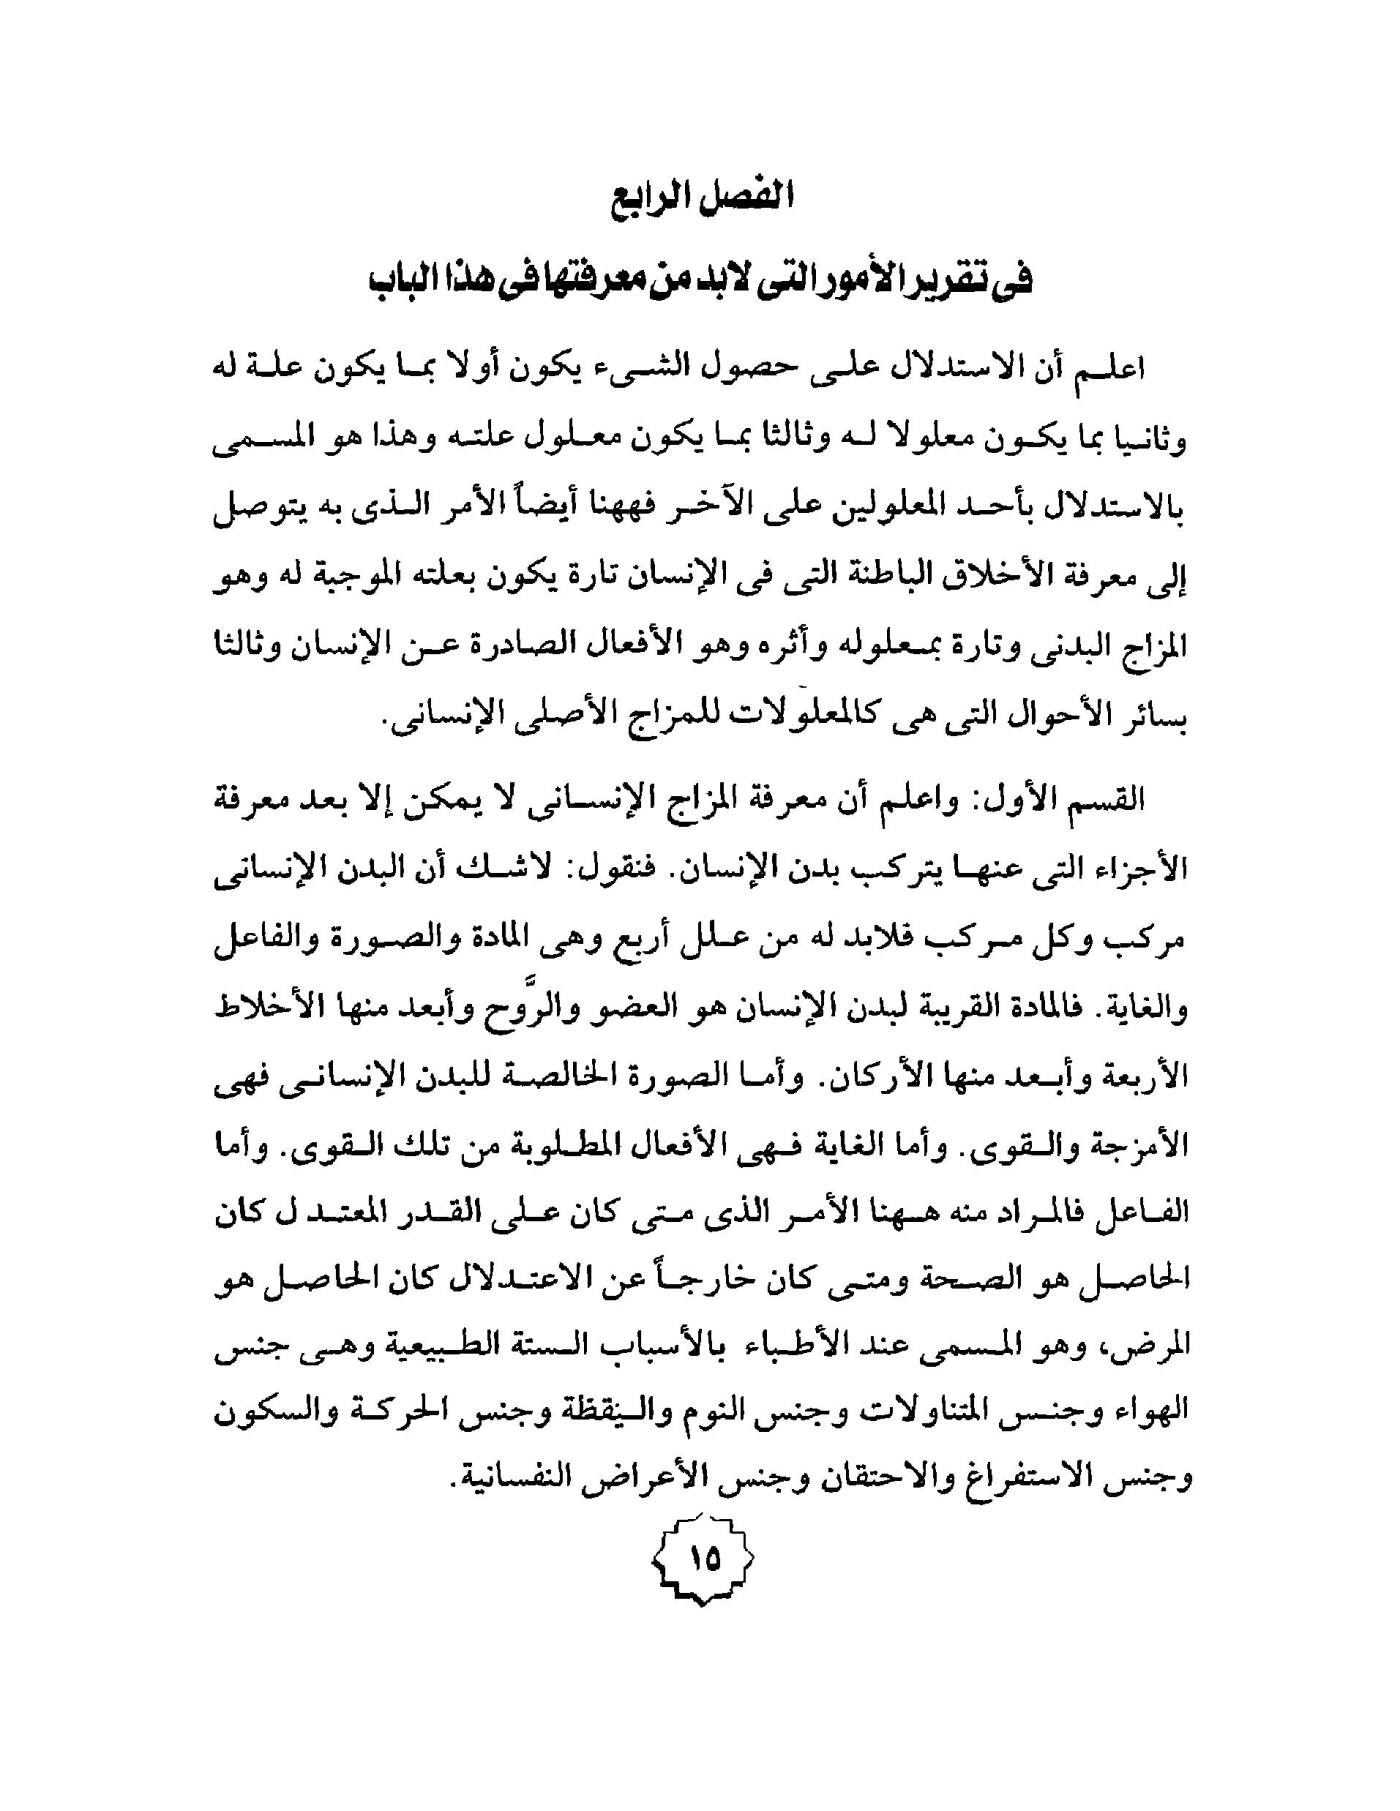 الفصل الرابع
فى تقرير الأمور التى لابد من معرفتها فى هذا الباب
اعلم أن الاستدلال على حصول الشىء يكون أولا بما يكون علة له
وثانيا بما يكون معلولا له وثالثا بما يكون معلول علته وهذا هو المسمى
بالاستدلال بأحد المعلولين على الآخر فههنا أيضاً الأمر الذى به يتوصل
إلى معرفة الأخلاق الباطنة التى فى الإنسان تارة يكون بعلته الموجبة له وهو
المزاج البدنى وتارة بمعلوله وأثره وهو الأفعال الصادرة عن الإنسان وثالثا
بسائر الأحوال التى هى كالمعلولات للمزاج الأصلى الإنسانى.
القسم الأول: واعلم أن معرفة المزاج الإنسانى لا يمكن إلا بعد معرفة
الأجزاء التى عنها يتركب بدن الإنسان. فنقول: لاشك أن البدن الإنسانى
مركب وكل مركب فلابد له من علل أربع وهى المادة والصورة والفاعل
والغاية. فالمادة القريبة لبدن الإنسان هو العضو والرَّوح وأبعد منها الأخلاط
الأربعة وأبعد منها الأركان. وأما الصورة الخالصة للبدن الإنسانى فهى
الأمزجة والقوى. وأما الغاية فهى الأفعال المطلوبة من تلك القوى. وأما
الفاعل فالمراد منه ههنا الأمر الذى متى كان على القدر المعتدل كان
الحاصل هو الصحة ومتى كان خارجاً عن الاعتدلال كان الحاصل هو
المرض، وهو المسمى عند الأطباء بالأسباب الستة الطبيعية وهى جنس
الهواء وجنس المتناولات وجنس النوم واليقظة وجنس الحركة والسكون
وجنس الاستفراغ والاحتقان وجنس الأعراض النفسانية.
١٥